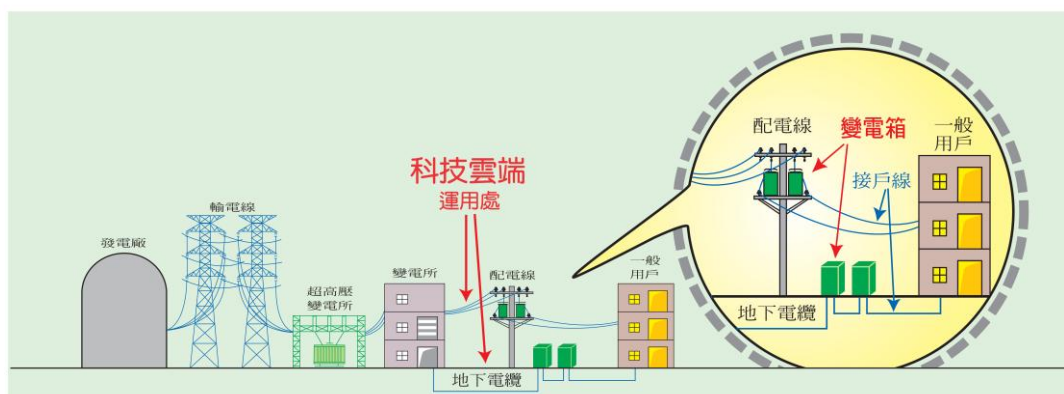 發電廠
輸電線
超高壓
變電所
變電所
科技雲端
運用處
配電線
一般
用戶
地下電纜
配電線
變電箱
一般
用戶
接戶線
地下電纜